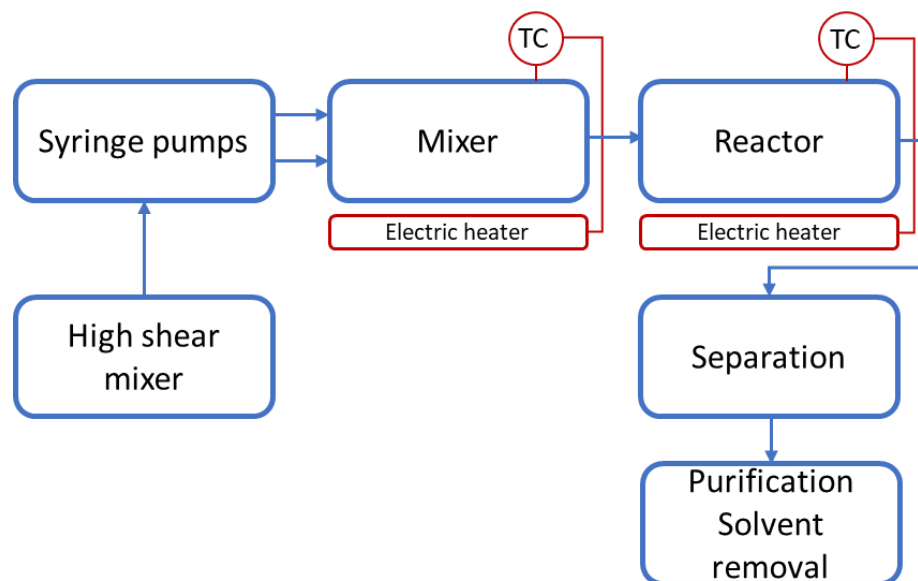 TC
TC
Syringe pumps
Mixer
Reactor
Electric heater
Electric heater
High shear
mixer
Separation
Purification
Solvent
removal